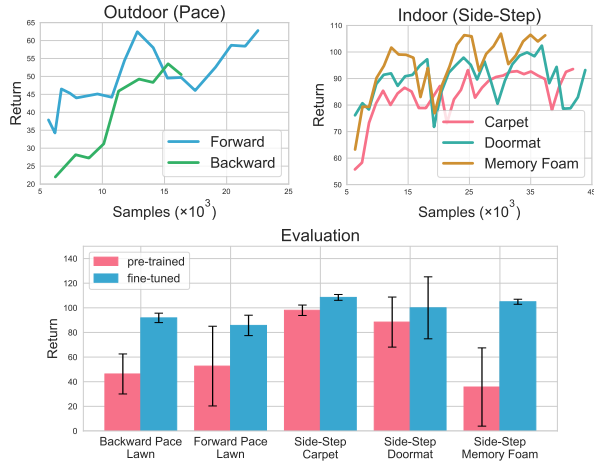 Outdoor (Pace)
Return
65
60
55
50
45
40
35
30
25
20
Forward
Backward
5
10
15
20
25
Samples (×10³)
Indoor (Side-Step)
Return
110
100
90
80
70
60
50
Carpet
Doormat
Memory Foam
5
15
25
35
45
Samples (×10³)
Evaluation
Return
140
120
100
80
60
40
20
0
pre-trained
fine-tuned
Backward Pace
Lawn
Forward Pace
Lawn
Side-Step
Carpet
Side-Step
Doormat
Side-Step
Memory Foam